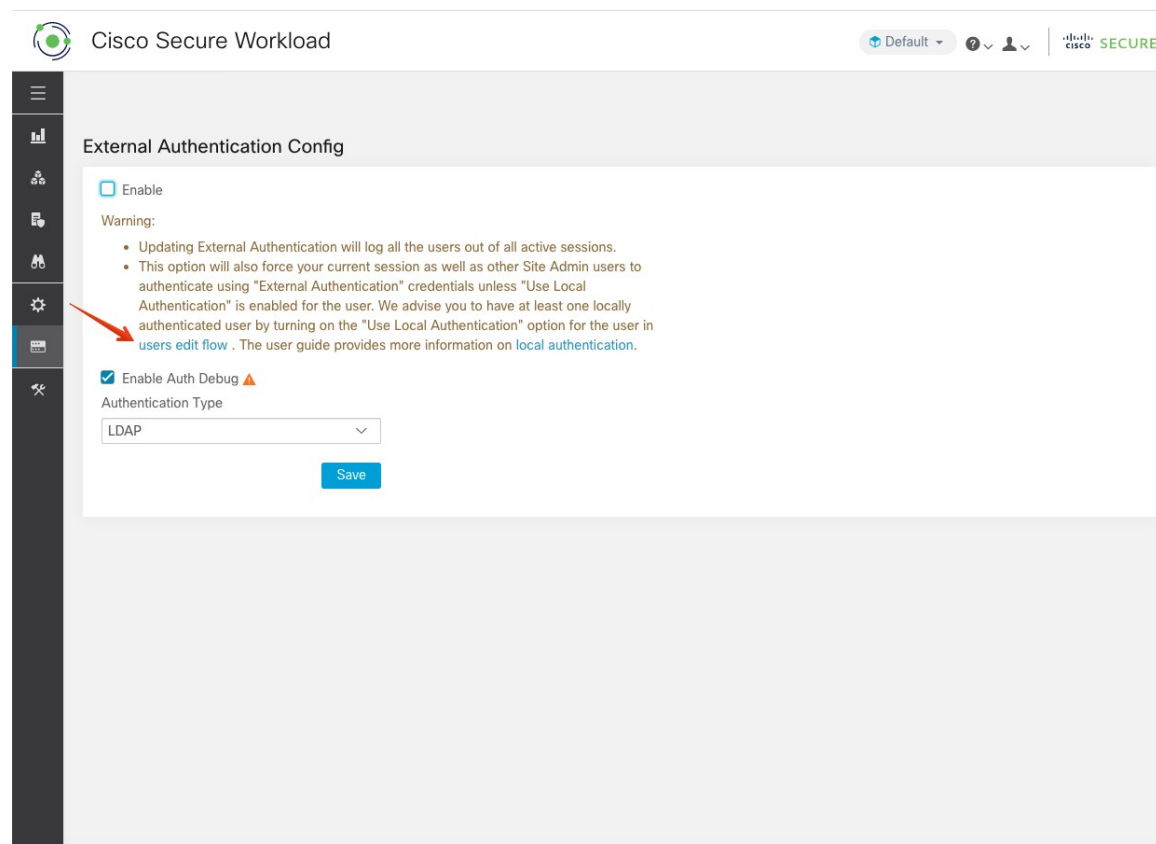 Cisco Secure Workload
Default
CISCO SECURE
External Authentication Config
Enable
Warning:
• Updating External Authentication will log all the users out of all active sessions.
• This option will also force your current session as well as other Site Admin users to
authenticate using "External Authentication" credentials unless "Use Local
Authentication" is enabled for the user. We advise you to have at least one locally
authenticated user by turning on the "Use Local Authentication" option for the user in
users edit flow . The user guide provides more information on local authentication.
Enable Auth Debug
Authentication Type
LDAP
Save